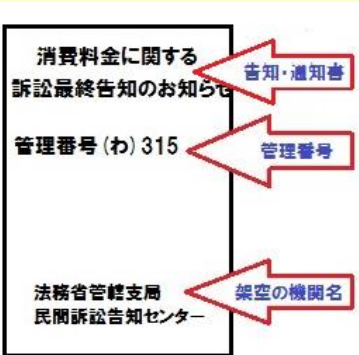 消費料金に関する
訴訟最終告知のお知らせ
告知・通知書
管理番号(わ)315
管理番号
法務省管轄支局
民間訴訟告知センター
架空の機関名